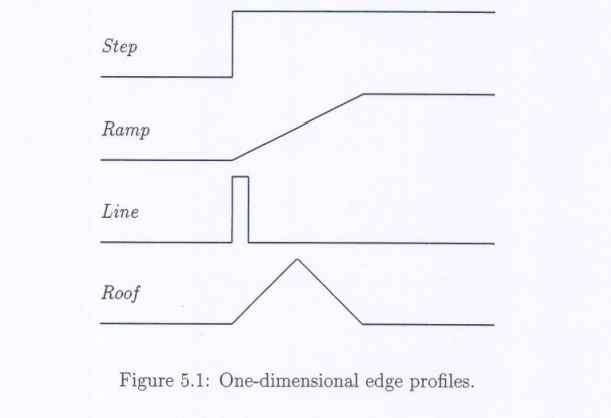 Step
Ramp
Line
Roof
Figure 5.1: One-dimensional edge profiles.